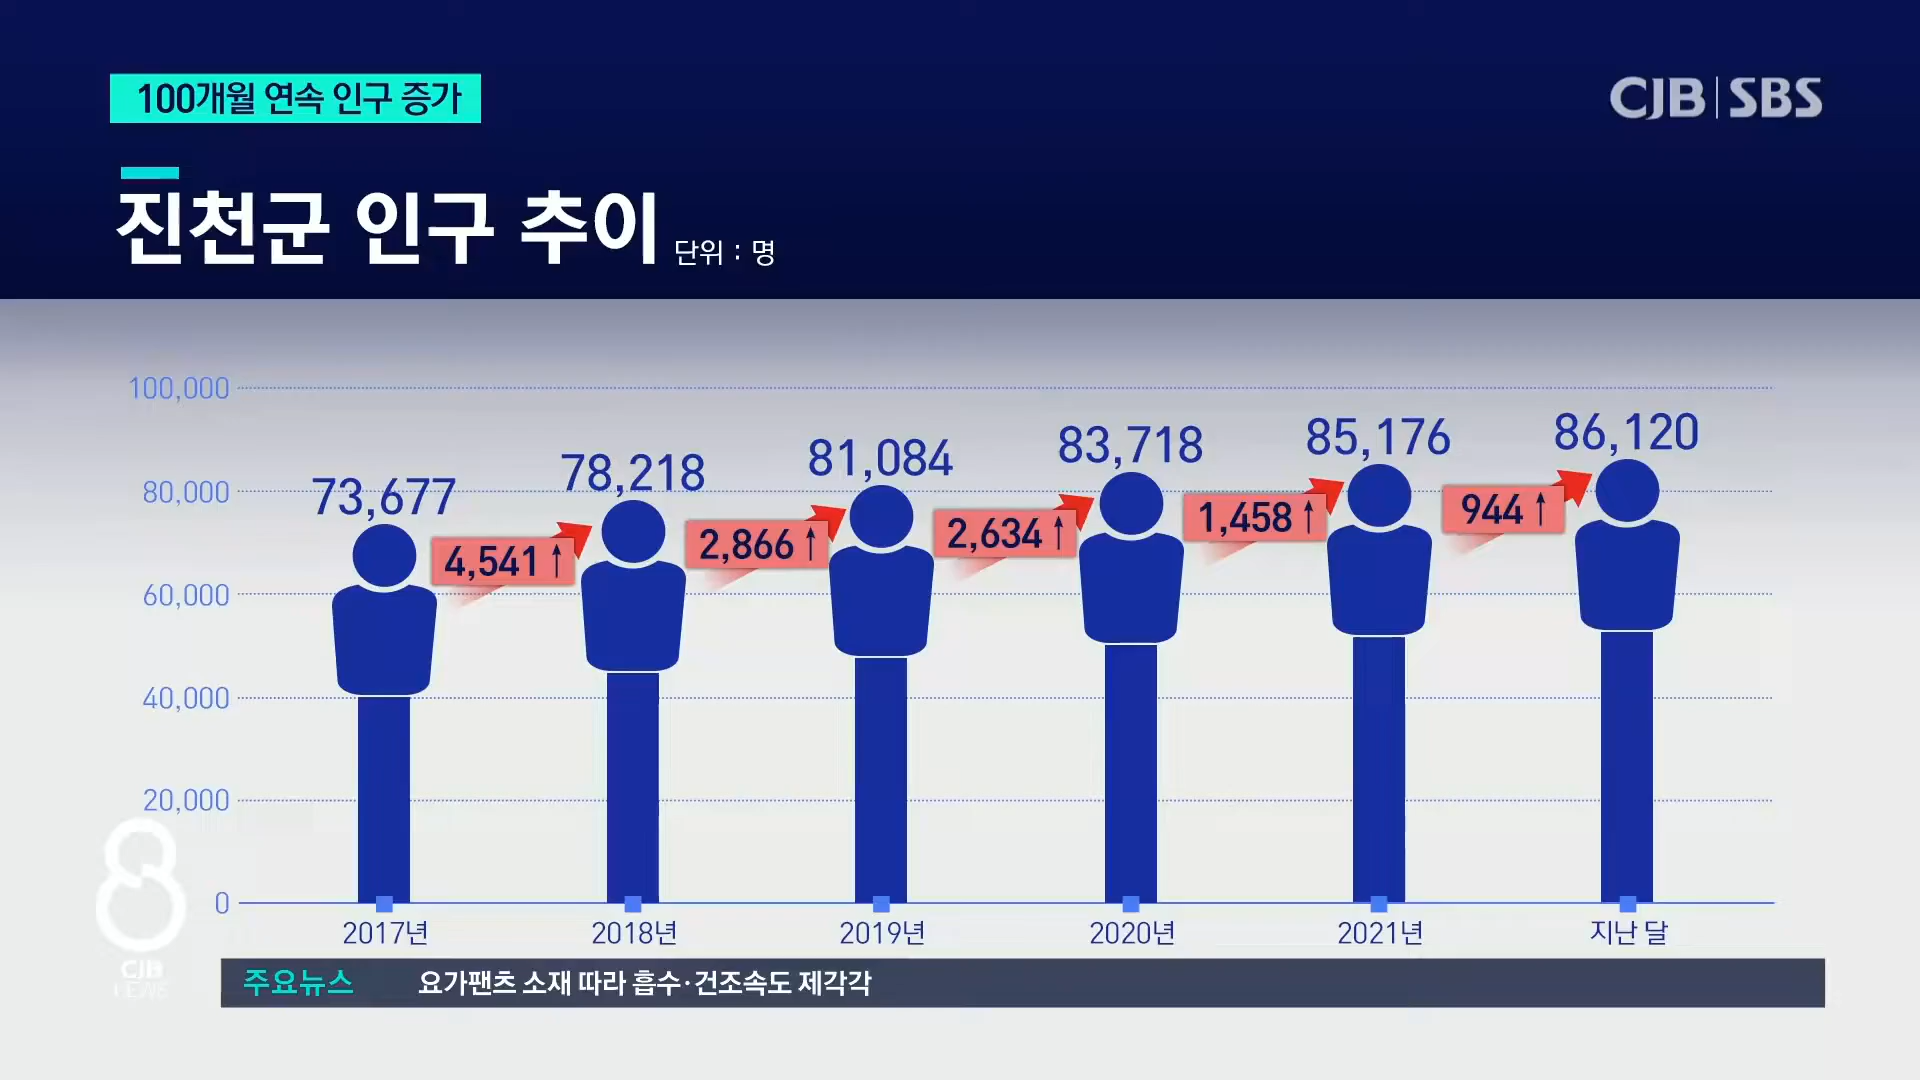 100개월 연속 인구 증가
CJB SBS
진천군 인구 추이 단위 : 명
100,000
80,000
60,000
40,000
20,000
0
73,677
78,218
81,084
83,718
85,176
86,120
4,541↑
2,866↑
2,634↑
1,458↑
944↑
2017년
2018년
2019년
2020년
2021년
지난 달
8
CJB
NEWS
주요뉴스 요가팬츠 소재 따라 흡수·건조속도 제각각